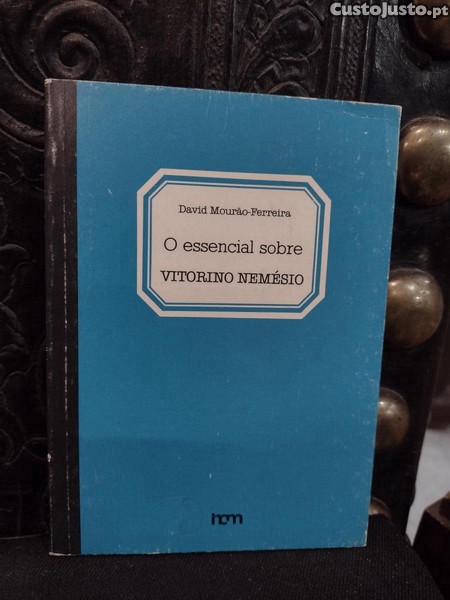 CustoJusto.pt
David Mourão-Ferreira
O essencial sobre
VITORINO NEMÉSIO
incm